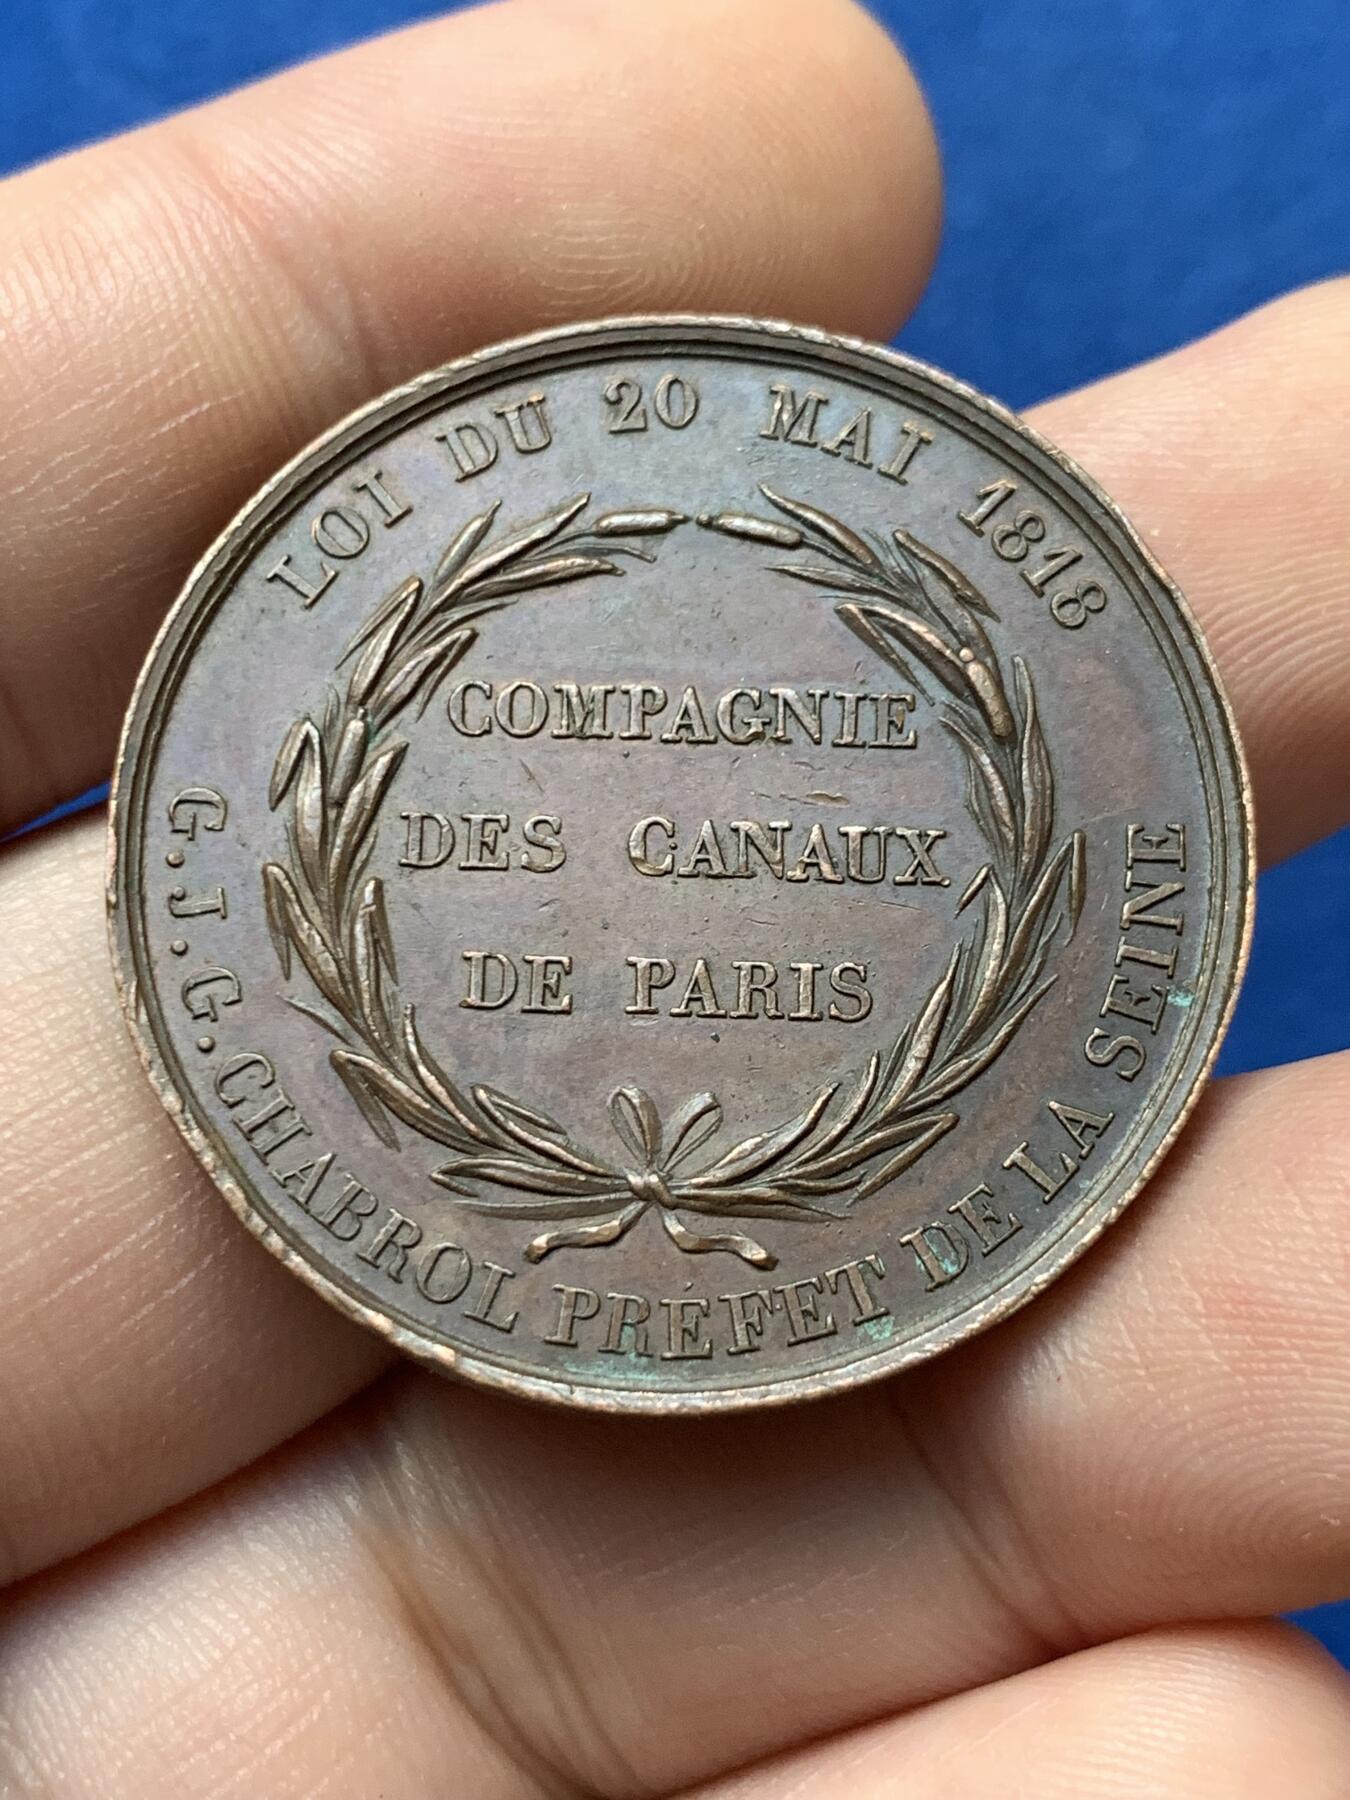 LOI DU 20 MAI 1818
COMPAGNIE
DES CANAUX
DE PARIS
G.J.G.CHABROL PRÉFET DE LA SEINE